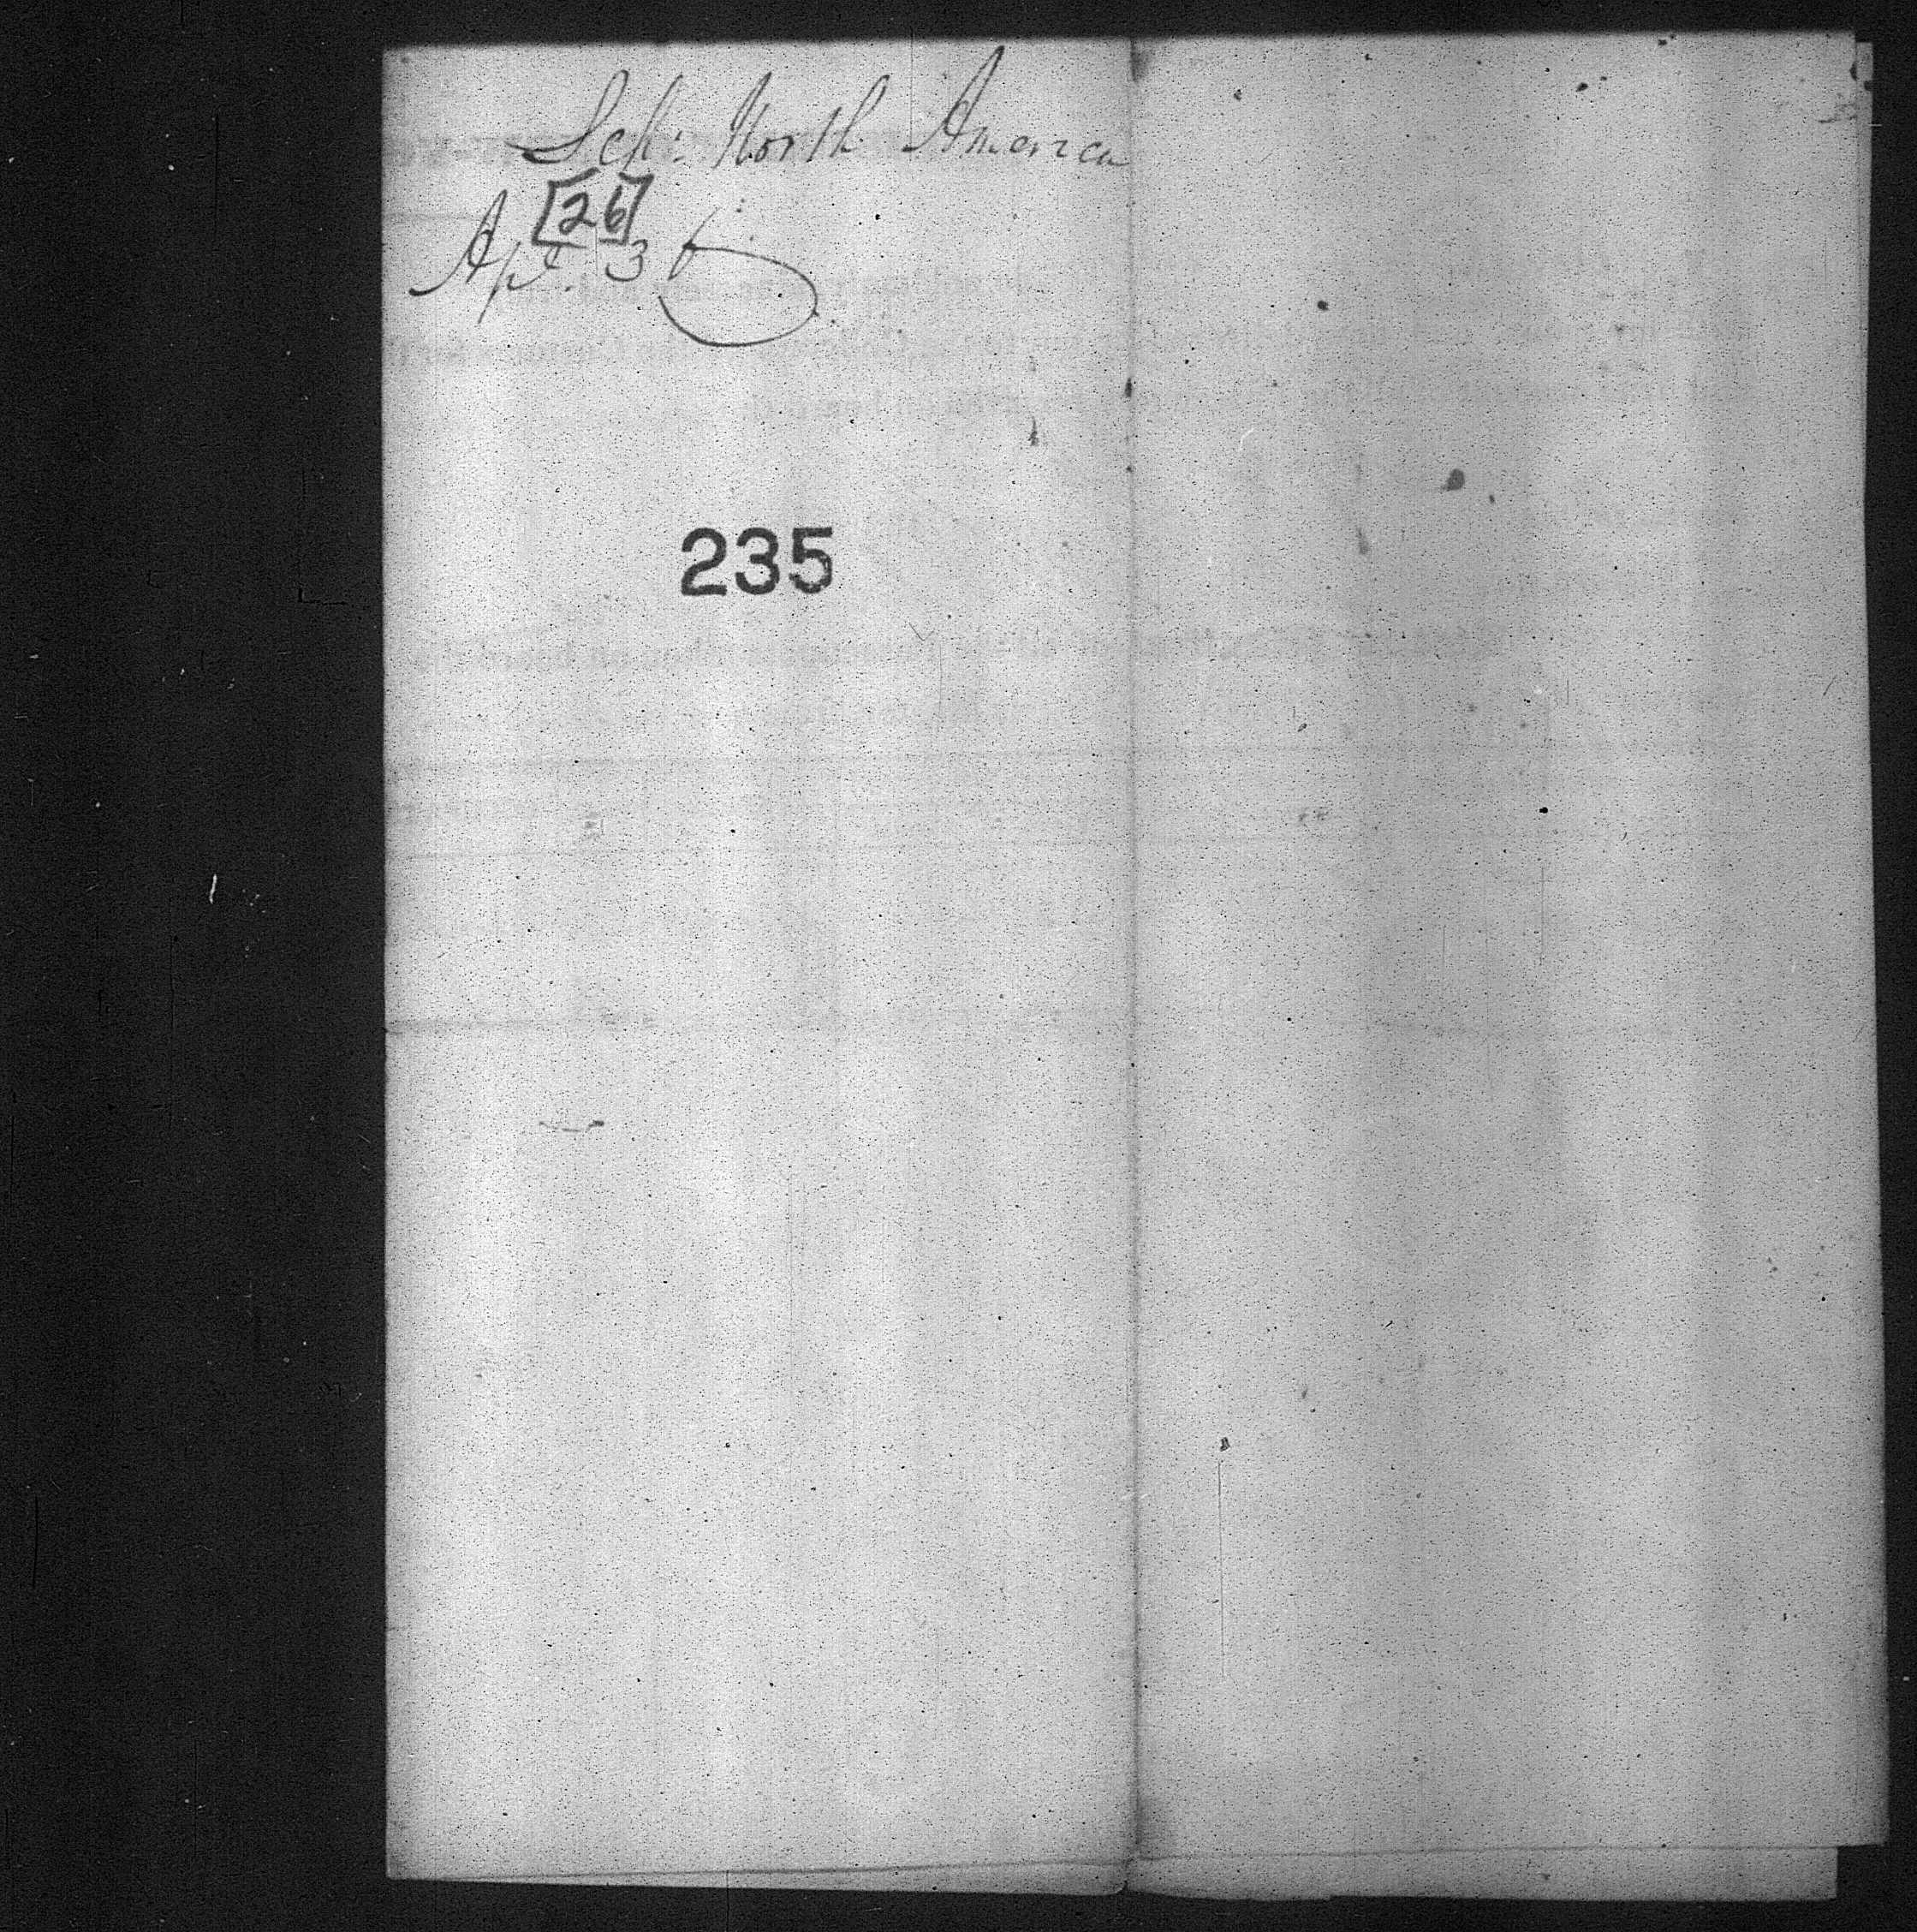 Sch: North America
[26]
Apl. 3
235